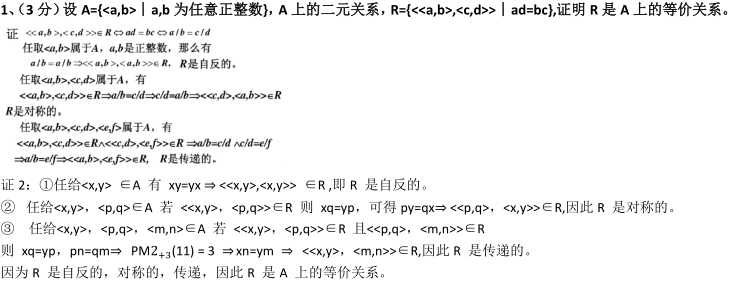 1、（3 分）设 A={<a,b>｜a,b 为任意正整数}，A 上的二元关系，R={<<a,b>,<c,d>>｜ad=bc},证明 R 是 A 上的等价关系。
证 <<a,b>,<c,d>>∈R⇔ad=bc⇔a/b=c/d
任取<a,b>属于A，a,b是正整数，那么有
a/b=a/b⇒<<a,b>,<a,b>>∈R, R是自反的。
任取<a,b>,<c,d>属于A，有
<<a,b>,<c,d>>∈R⇒a/b=c/d⇒c/d=a/b⇒<<c,d>,<a,b>>∈R
R是对称的。
任取<a,b>,<c,d>,<e,f>属于A，有
<<a,b>,<c,d>>∈R∧<<c,d>,<e,f>>∈R ⇒a/b=c/d ∧c/d=e/f
⇒a/b=e/f⇒<<a,b>,<e,f>>∈R, R是传递的。
证 2：①任给<x,y> ∈A 有 xy=yx ⇒ <<x,y>,<x,y>> ∈R ,即 R 是自反的。
② 任给<x,y>，<p,q>∈A 若 <<x,y>，<p,q>>∈R 则 xq=yp，可得 py=qx⇒ <<p,q>，<x,y>>∈R,因此 R 是对称的。
③ 任给<x,y>，<p,q>，<m,n>∈A 若 <<x,y>，<p,q>>∈R 且<<p,q>，<m,n>>∈R
则 xq=yp，pn=qm⇒ PM2₊₃(11) = 3 ⇒xn=ym ⇒ <<x,y>，<m,n>>∈R,因此 R 是传递的。
因为 R 是自反的，对称的，传递，因此 R 是 A 上的等价关系。